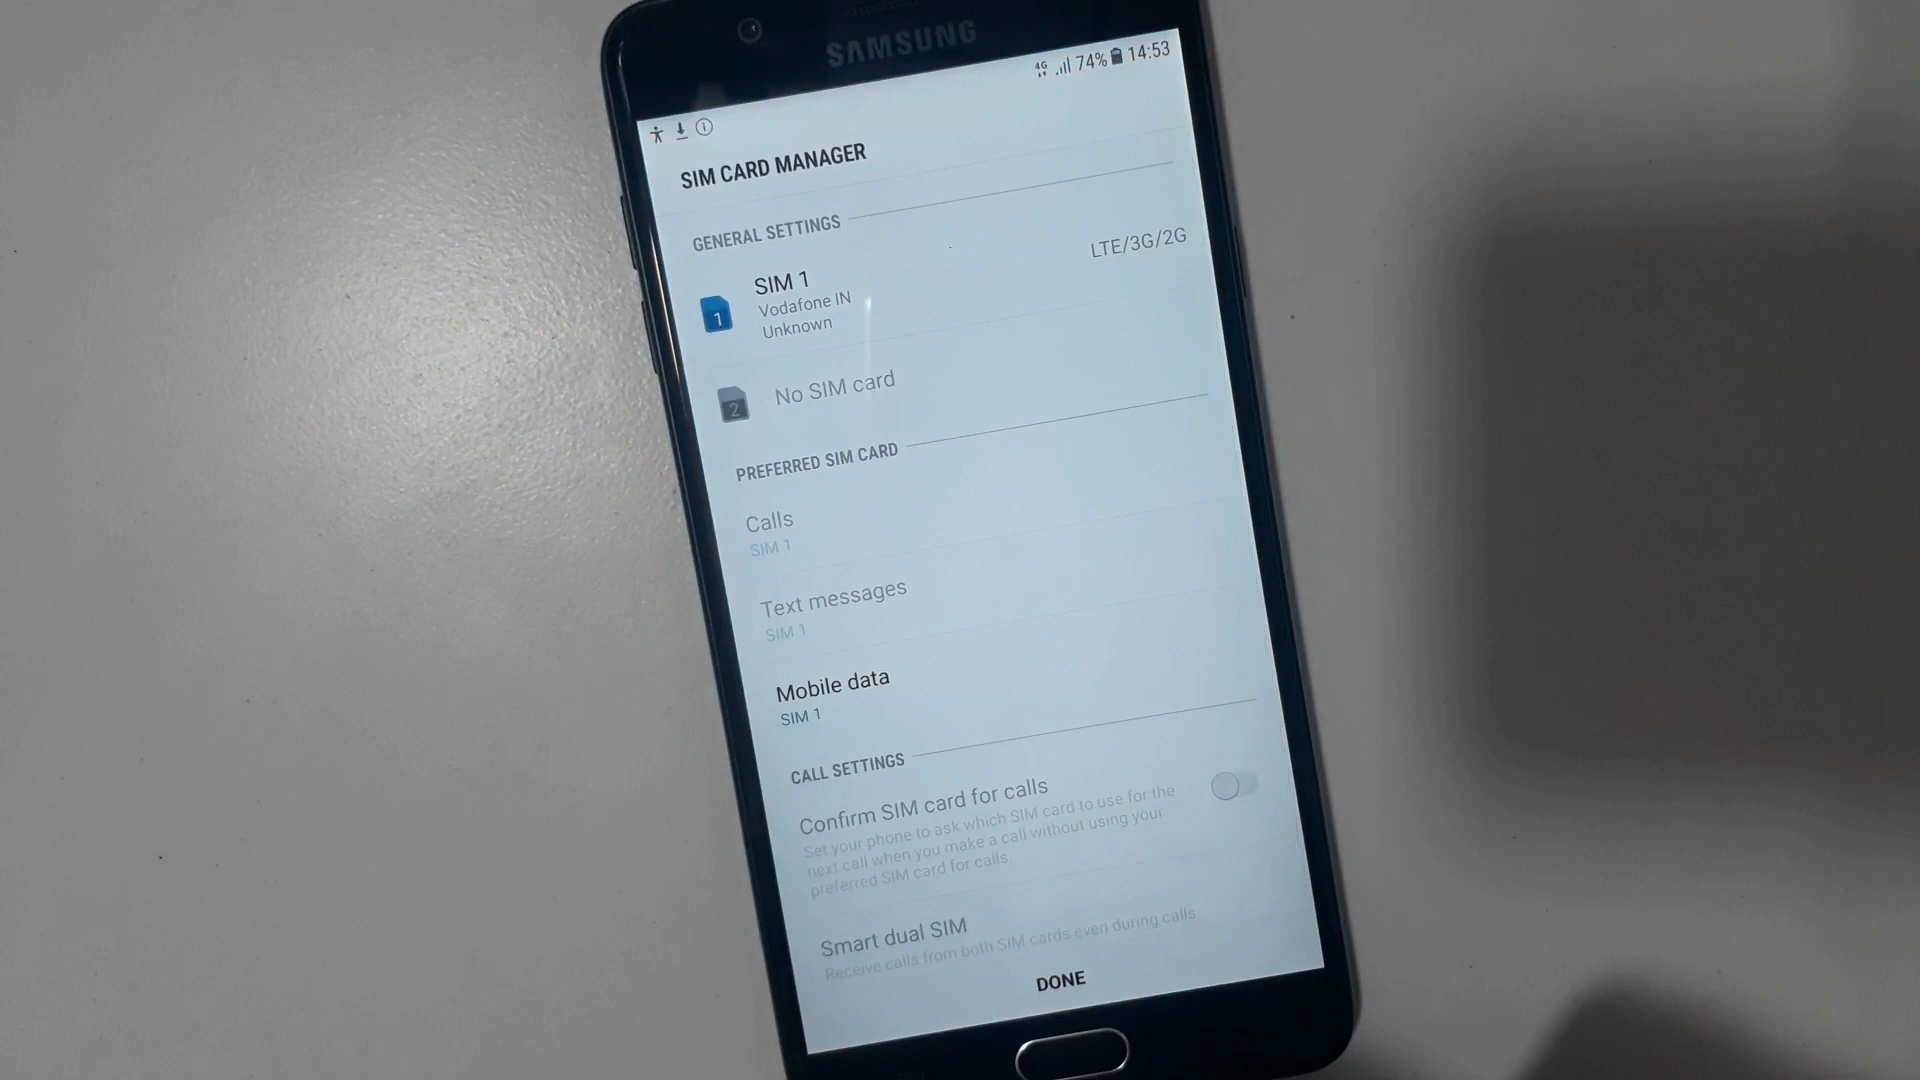 SAMSUNG
4G 74% 14:53
SIM CARD MANAGER
GENERAL SETTINGS
SIM 1
LTE/3G/2G
Vodafone IN
Unknown
1
2
No SIM card
PREFERRED SIM CARD
Calls
SIM 1
Text messages
SIM 1
Mobile data
SIM 1
CALL SETTINGS
Confirm SIM card for calls
Set your phone to ask which SIM card to use for the
next call when you make a call without using your
preferred SIM card for calls.
Smart dual SIM
Receive calls from both SIM cards even during calls
DONE